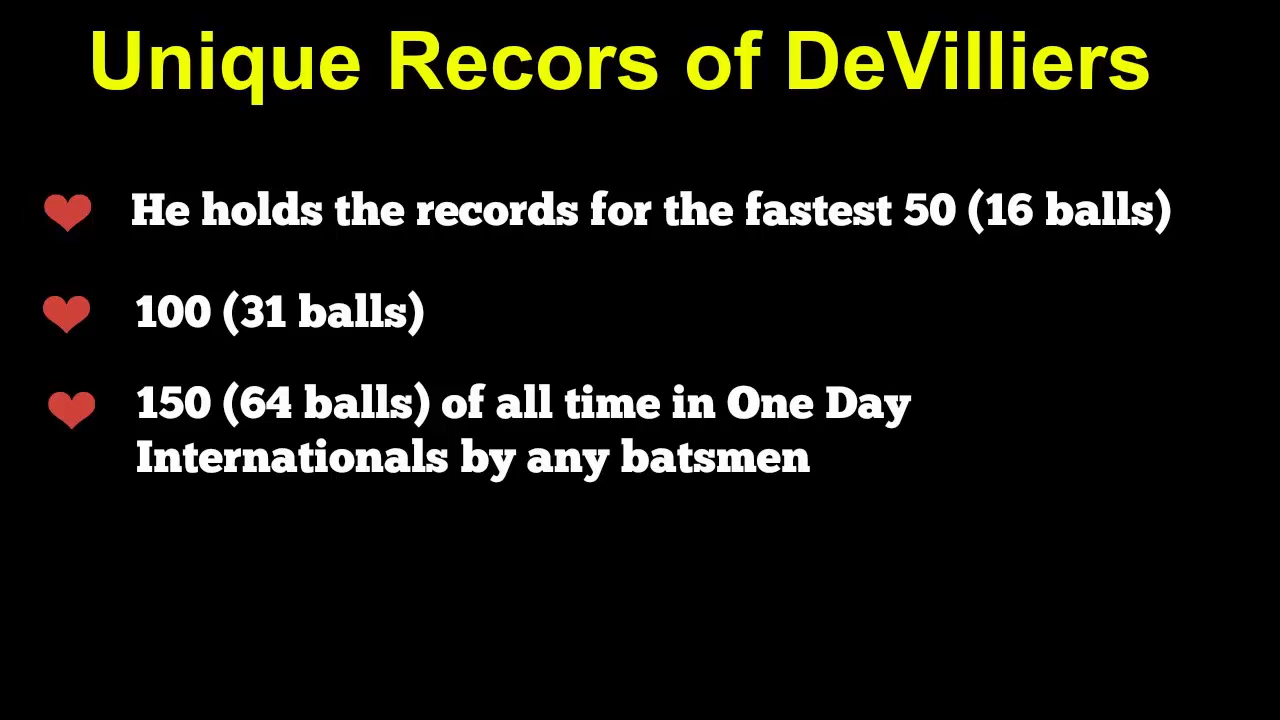 Unique Recors of DeVilliers
He holds the records for the fastest 50 (16 balls)
100 (31 balls)
150 (64 balls) of all time in One Day
Internationals by any batsmen